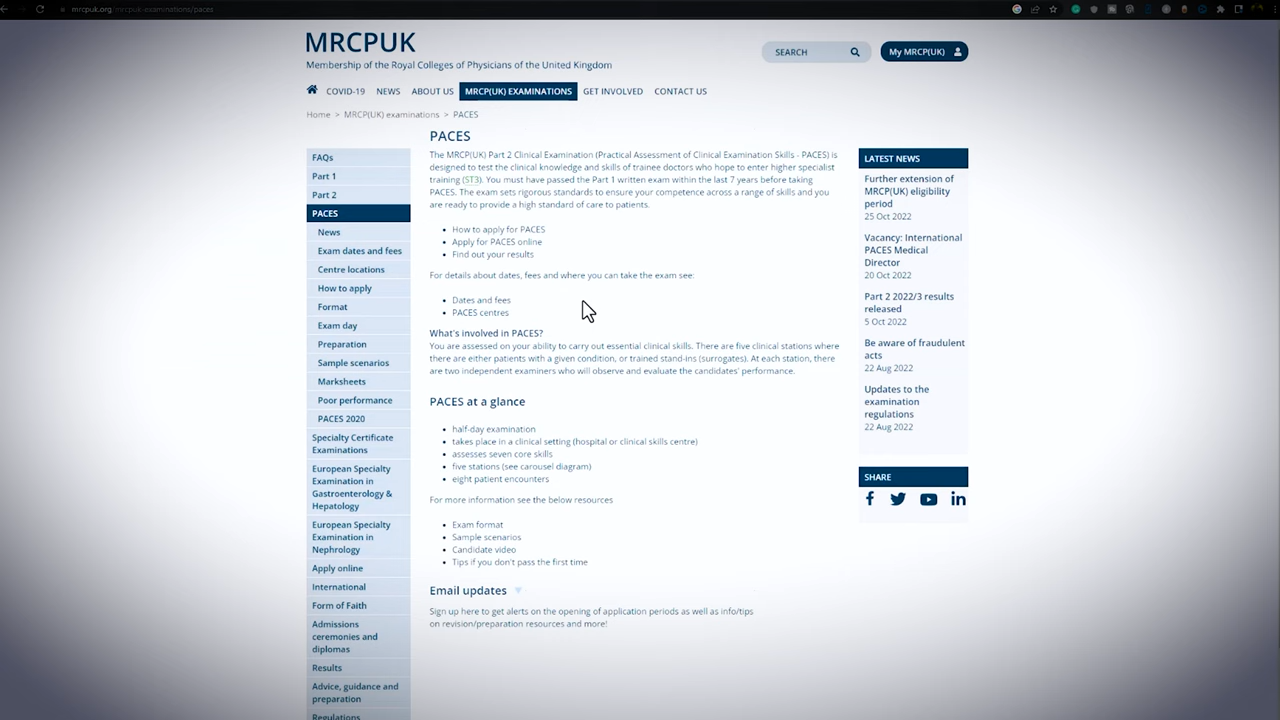 mrcpuk.org/mrcpuk-examinations/paces
MRCPUK
Membership of the Royal Colleges of Physicians of the United Kingdom
SEARCH
My MRCP(UK)
COVID-19 NEWS ABOUT US MRCP(UK) EXAMINATIONS GET INVOLVED CONTACT US
Home > MRCP(UK) examinations > PACES
FAQs
Part 1
Part 2
PACES
News
Exam dates and fees
Centre locations
How to apply
Format
Exam day
Preparation
Sample scenarios
Marksheets
Poor performance
PACES 2020
Specialty Certificate
Examinations
European Specialty
Examination in
Gastroenterology &
Hepatology
European Specialty
Examination in
Nephrology
Apply online
International
Form of Faith
Admissions
ceremonies and
diplomas
Results
Advice, guidance and
preparation
Regulations
PACES
The MRCP(UK) Part 2 Clinical Examination (Practical Assessment of Clinical Examination Skills - PACES) is
designed to test the clinical knowledge and skills of trainee doctors who hope to enter higher specialist
training (ST3). You must have passed the Part 1 written exam within the last 7 years before taking
PACES. The exam sets rigorous standards to ensure your competence across a range of skills and you
are ready to provide a high standard of care to patients.
• How to apply for PACES
• Apply for PACES online
• Find out your results
For details about dates, fees and where you can take the exam see:
• Dates and fees
• PACES centres
What's involved in PACES?
You are assessed on your ability to carry out essential clinical skills. There are five clinical stations where
there are either patients with a given condition, or trained stand-ins (surrogates). At each station, there
are two independent examiners who will observe and evaluate the candidates' performance.
PACES at a glance
• half-day examination
• takes place in a clinical setting (hospital or clinical skills centre)
• assesses seven core skills
• five stations (see carousel diagram)
• eight patient encounters
For more information see the below resources
• Exam format
• Sample scenarios
• Candidate video
• Tips if you don't pass the first time
Email updates
Sign up here to get alerts on the opening of application periods as well as info/tips
on revision/preparation resources and more!
LATEST NEWS
Further extension of
MRCP(UK) eligibility
period
25 Oct 2022
Vacancy: International
PACES Medical
Director
20 Oct 2022
Part 2 2022/3 results
released
5 Oct 2022
Be aware of fraudulent
acts
22 Aug 2022
Updates to the
examination
regulations
22 Aug 2022
SHARE